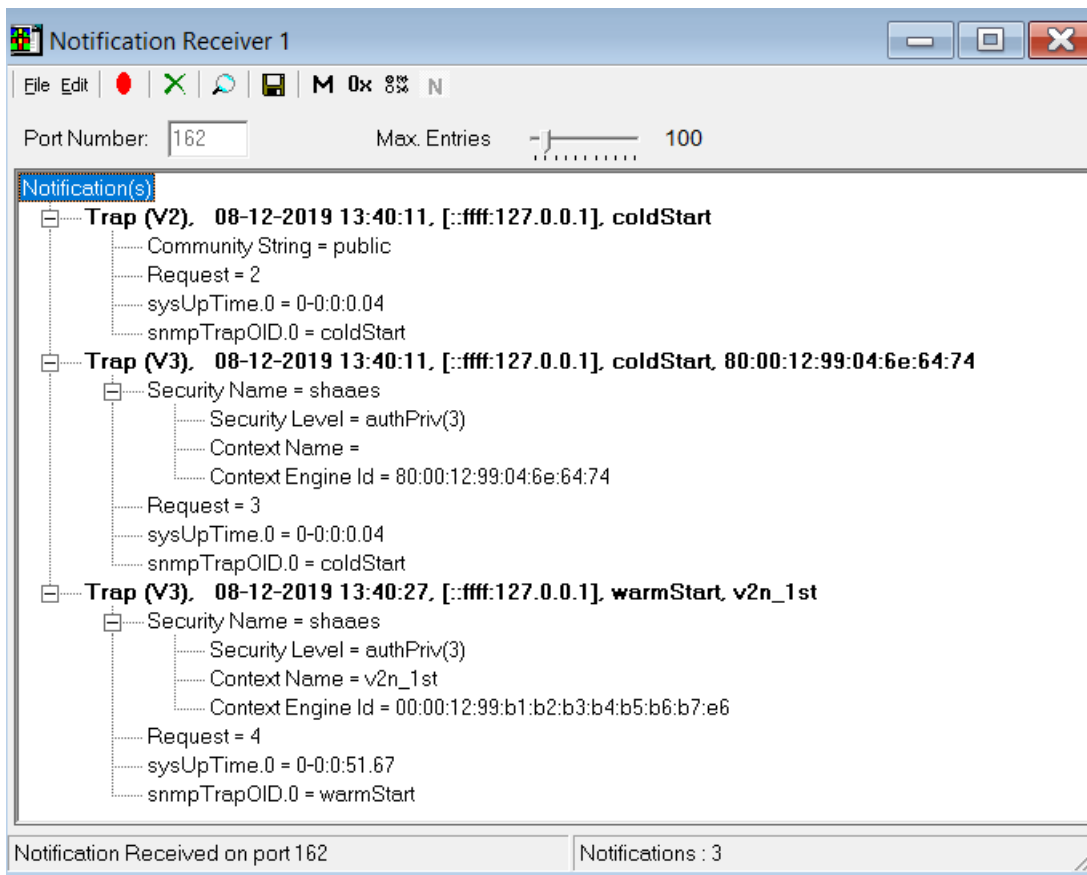 Notification Receiver 1
File Edit M 0x N
Port Number: 162 Max. Entries 100
Notification(s)
Trap (V2), 08-12-2019 13:40:11, [::ffff:127.0.0.1], coldStart
Community String = public
Request = 2
sysUpTime.0 = 0-0:0:0.04
snmpTrapOID.0 = coldStart
Trap (V3), 08-12-2019 13:40:11, [::ffff:127.0.0.1], coldStart, 80:00:12:99:04:6e:64:74
Security Name = shaaes
Security Level = authPriv(3)
Context Name =
Context Engine Id = 80:00:12:99:04:6e:64:74
Request = 3
sysUpTime.0 = 0-0:0:0.04
snmpTrapOID.0 = coldStart
Trap (V3), 08-12-2019 13:40:27, [::ffff:127.0.0.1], warmStart, v2n_1st
Security Name = shaaes
Security Level = authPriv(3)
Context Name = v2n_1st
Context Engine Id = 00:00:12:99:b1:b2:b3:b4:b5:b6:b7:e6
Request = 4
sysUpTime.0 = 0-0:0:51.67
snmpTrapOID.0 = warmStart
Notification Received on port 162 Notifications : 3